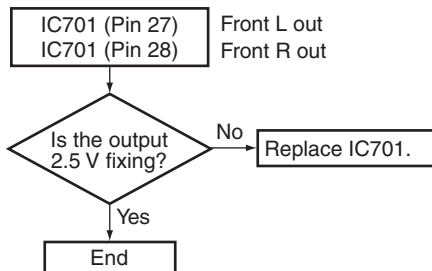 IC701 (Pin 27) Front L out
IC701 (Pin 28) Front R out
Is the output
2.5 V fixing?
No
Replace IC701.
Yes
End